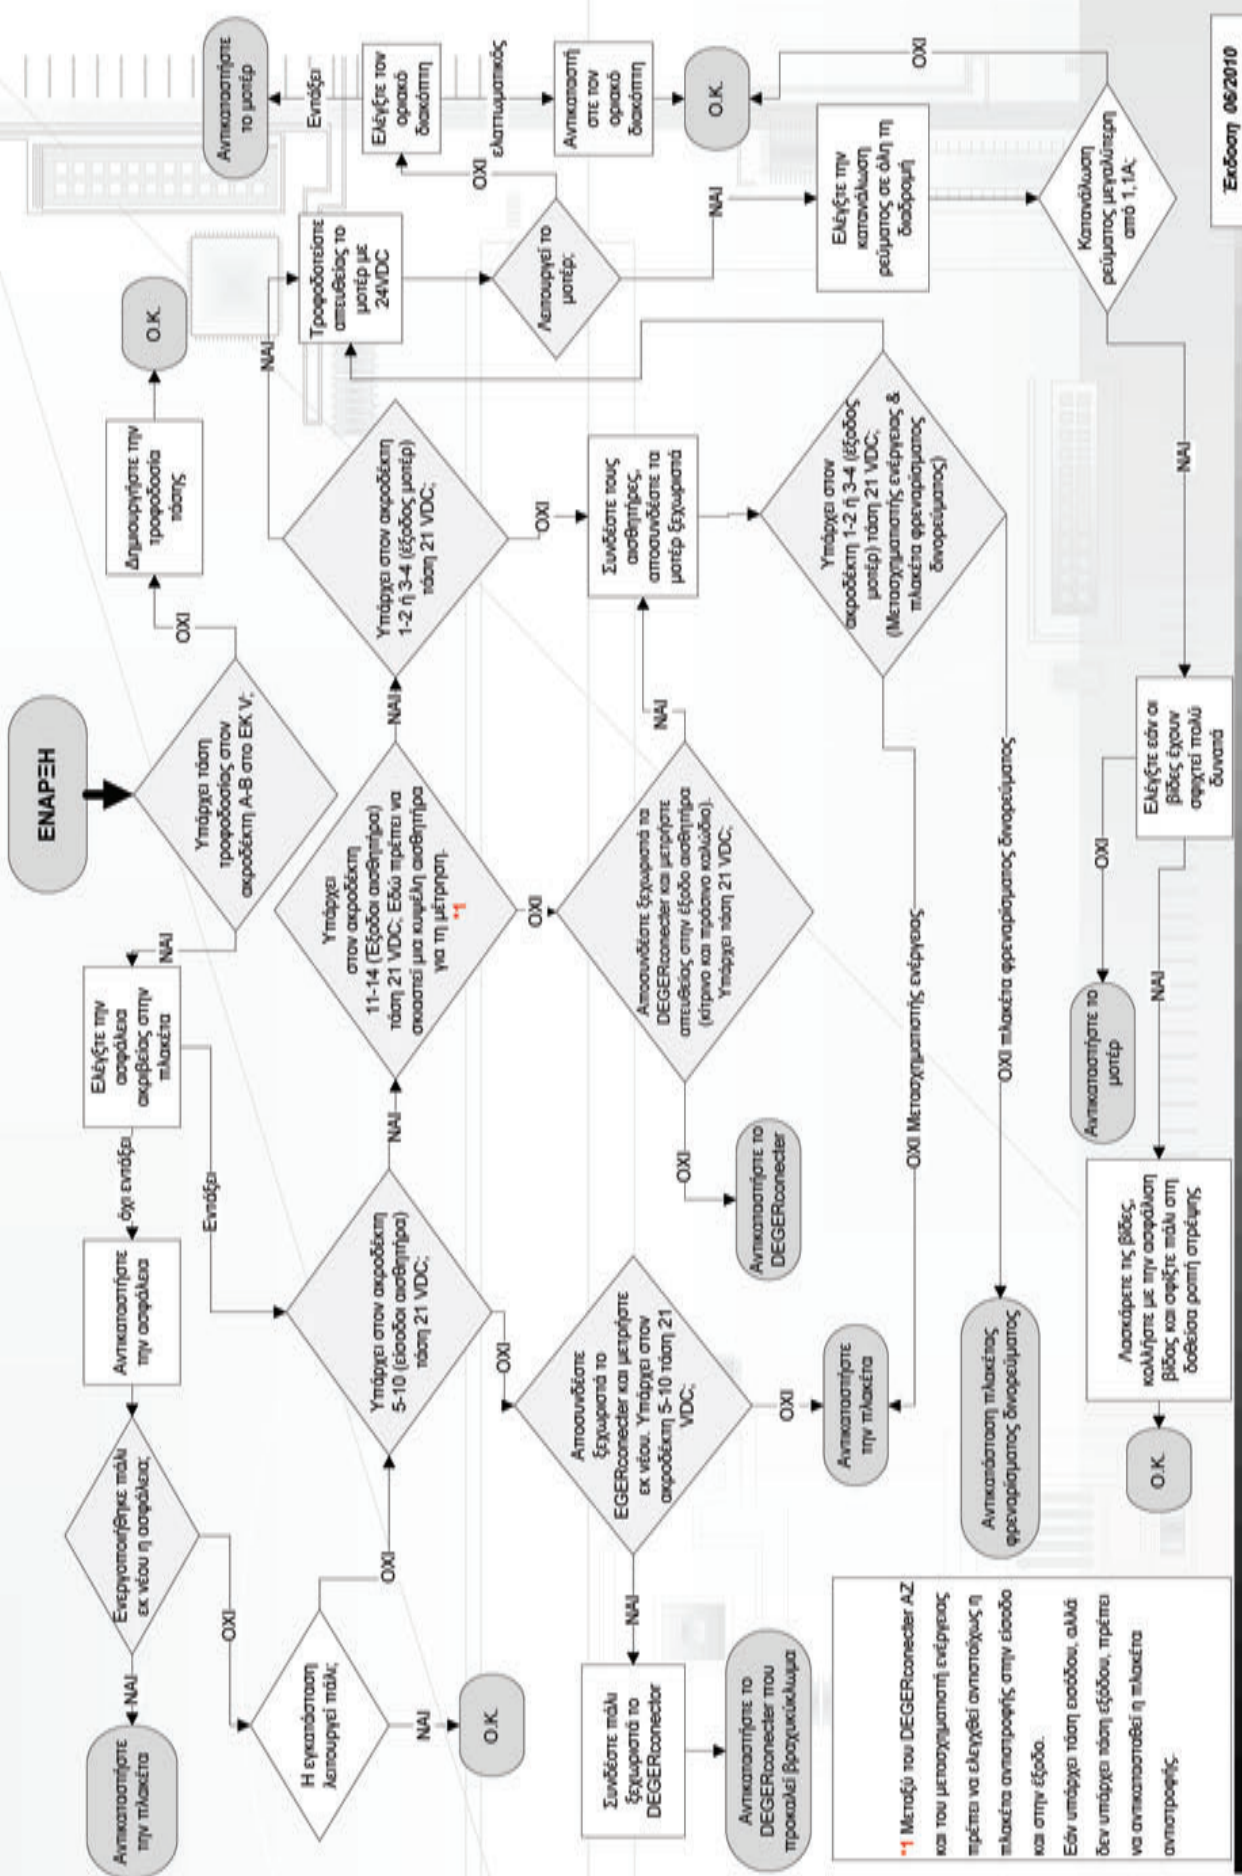 ΕΝΑΡΞΗ
Υπάρχει τάση
τροφοδοσίας στον
ακροδέκτη A-B στο EK V;
ΟΧΙ
Δημιουργήστε την
τροφοδοσία
τάσης
O.K.
ΝΑΙ
Ελέγξτε την
ασφάλεια
ακριβείας στην
πλακέτα
όχι εντάξει
Αντικαταστήστε
την ασφάλεια
Ενεργοποιήθηκε πάλι
εκ νέου η ασφάλεια;
ΝΑΙ
Αντικαταστήστε
την πλακέτα
ΟΧΙ
Η εγκατάσταση
λειτουργεί πάλι;
ΝΑΙ
O.K.
ΟΧΙ
Εντάξει
Υπάρχει στον ακροδέκτη
5-10 (είσοδοι αισθητήρα)
τάση 21 VDC;
ΝΑΙ
Υπάρχει
στον ακροδέκτη
11-14 (Έξοδοι αισθητήρα)
τάση 21 VDC; Εδώ πρέπει να
σκιαστεί μια κυψέλη αισθητήρα
για τη μέτρηση.
*1
ΝΑΙ
Υπάρχει στον ακροδέκτη
1-2 ή 3-4 (έξοδος μοτέρ)
τάση 21 VDC;
ΝΑΙ
Τροφοδοτείστε
απευθείας το
μοτέρ με
24VDC
Λειτουργεί το
μοτέρ;
ΟΧΙ
Ελέγξτε τον
οριακό
διακόπτη
Εντάξει
Αντικαταστήστε
το μοτέρ
ελαττωματικός
Αντικαταστή
στε τον
οριακό
διακόπτη
O.K.
ΝΑΙ
Ελέγξτε την
κατανάλωση
ρεύματος σε όλη τη
διαδρομή
Κατανάλωση
ρεύματος μεγαλύτερη
από 1,1A;
ΟΧΙ
ΝΑΙ
Ελέγξτε εάν οι
βίδες έχουν
σφιχτεί πολύ
δυνατά
ΟΧΙ
Αντικαταστήστε το
μοτέρ
ΝΑΙ
Λασκάρετε τις βίδες,
κολλήστε με την ασφάλιση
βίδας και σφίξτε πάλι στη
δοθείσα ροπή στρέψης
O.K.
ΟΧΙ
Συνδέστε τους
αισθητήρες,
αποσυνδέστε τα
μοτέρ ξεχωριστά
Υπάρχει στον
ακροδέκτη 1-2 ή 3-4 (έξοδος
μοτέρ) τάση 21 VDC;
(Μετασχηματιστής ενέργειας &
πλακέτα φρεναρίσματος
δινορεύματος)
ΟΧΙ Μετασχηματιστής ενέργειας
ΟΧΙ πλακέτα φρεναρίσματος δινορεύματος
Αντικατάσταση πλακέτας
φρεναρίσματος δινορεύματος
ΟΧΙ
Αποσυνδέστε ξεχωριστά τα
DEGERconecter και μετρήστε
απευθείας στην έξοδο αισθητήρα
(κίτρινο και πράσινο καλώδιο).
Υπάρχει τάση 21 VDC;
ΝΑΙ
ΟΧΙ
Αντικαταστήστε το
DEGERconecter
ΟΧΙ
Αποσυνδέστε
ξεχωριστά το
EGERconecter και μετρήστε
εκ νέου. Υπάρχει στον
ακροδέκτη 5-10 τάση 21
VDC;
ΟΧΙ
Αντικαταστήστε
την πλακέτα
ΝΑΙ
Συνδέστε πάλι
ξεχωριστά το
DEGERconector
Αντικαταστήστε το
DEGERconecter που
προκαλεί βραχυκύκλωμα
*1 Μεταξύ του DEGERconecter AZ
και του μετασχηματιστή ενέργειας
πρέπει να ελεγχθεί αντιστοίχως η
πλακέτα αντιστροφής στην είσοδο
και στην έξοδο.
Εάν υπάρχει τάση εισόδου, αλλά
δεν υπάρχει τάση εξόδου, πρέπει
να αντικατασταθεί η πλακέτα
αντιστροφής.
Έκδοση 06/2010